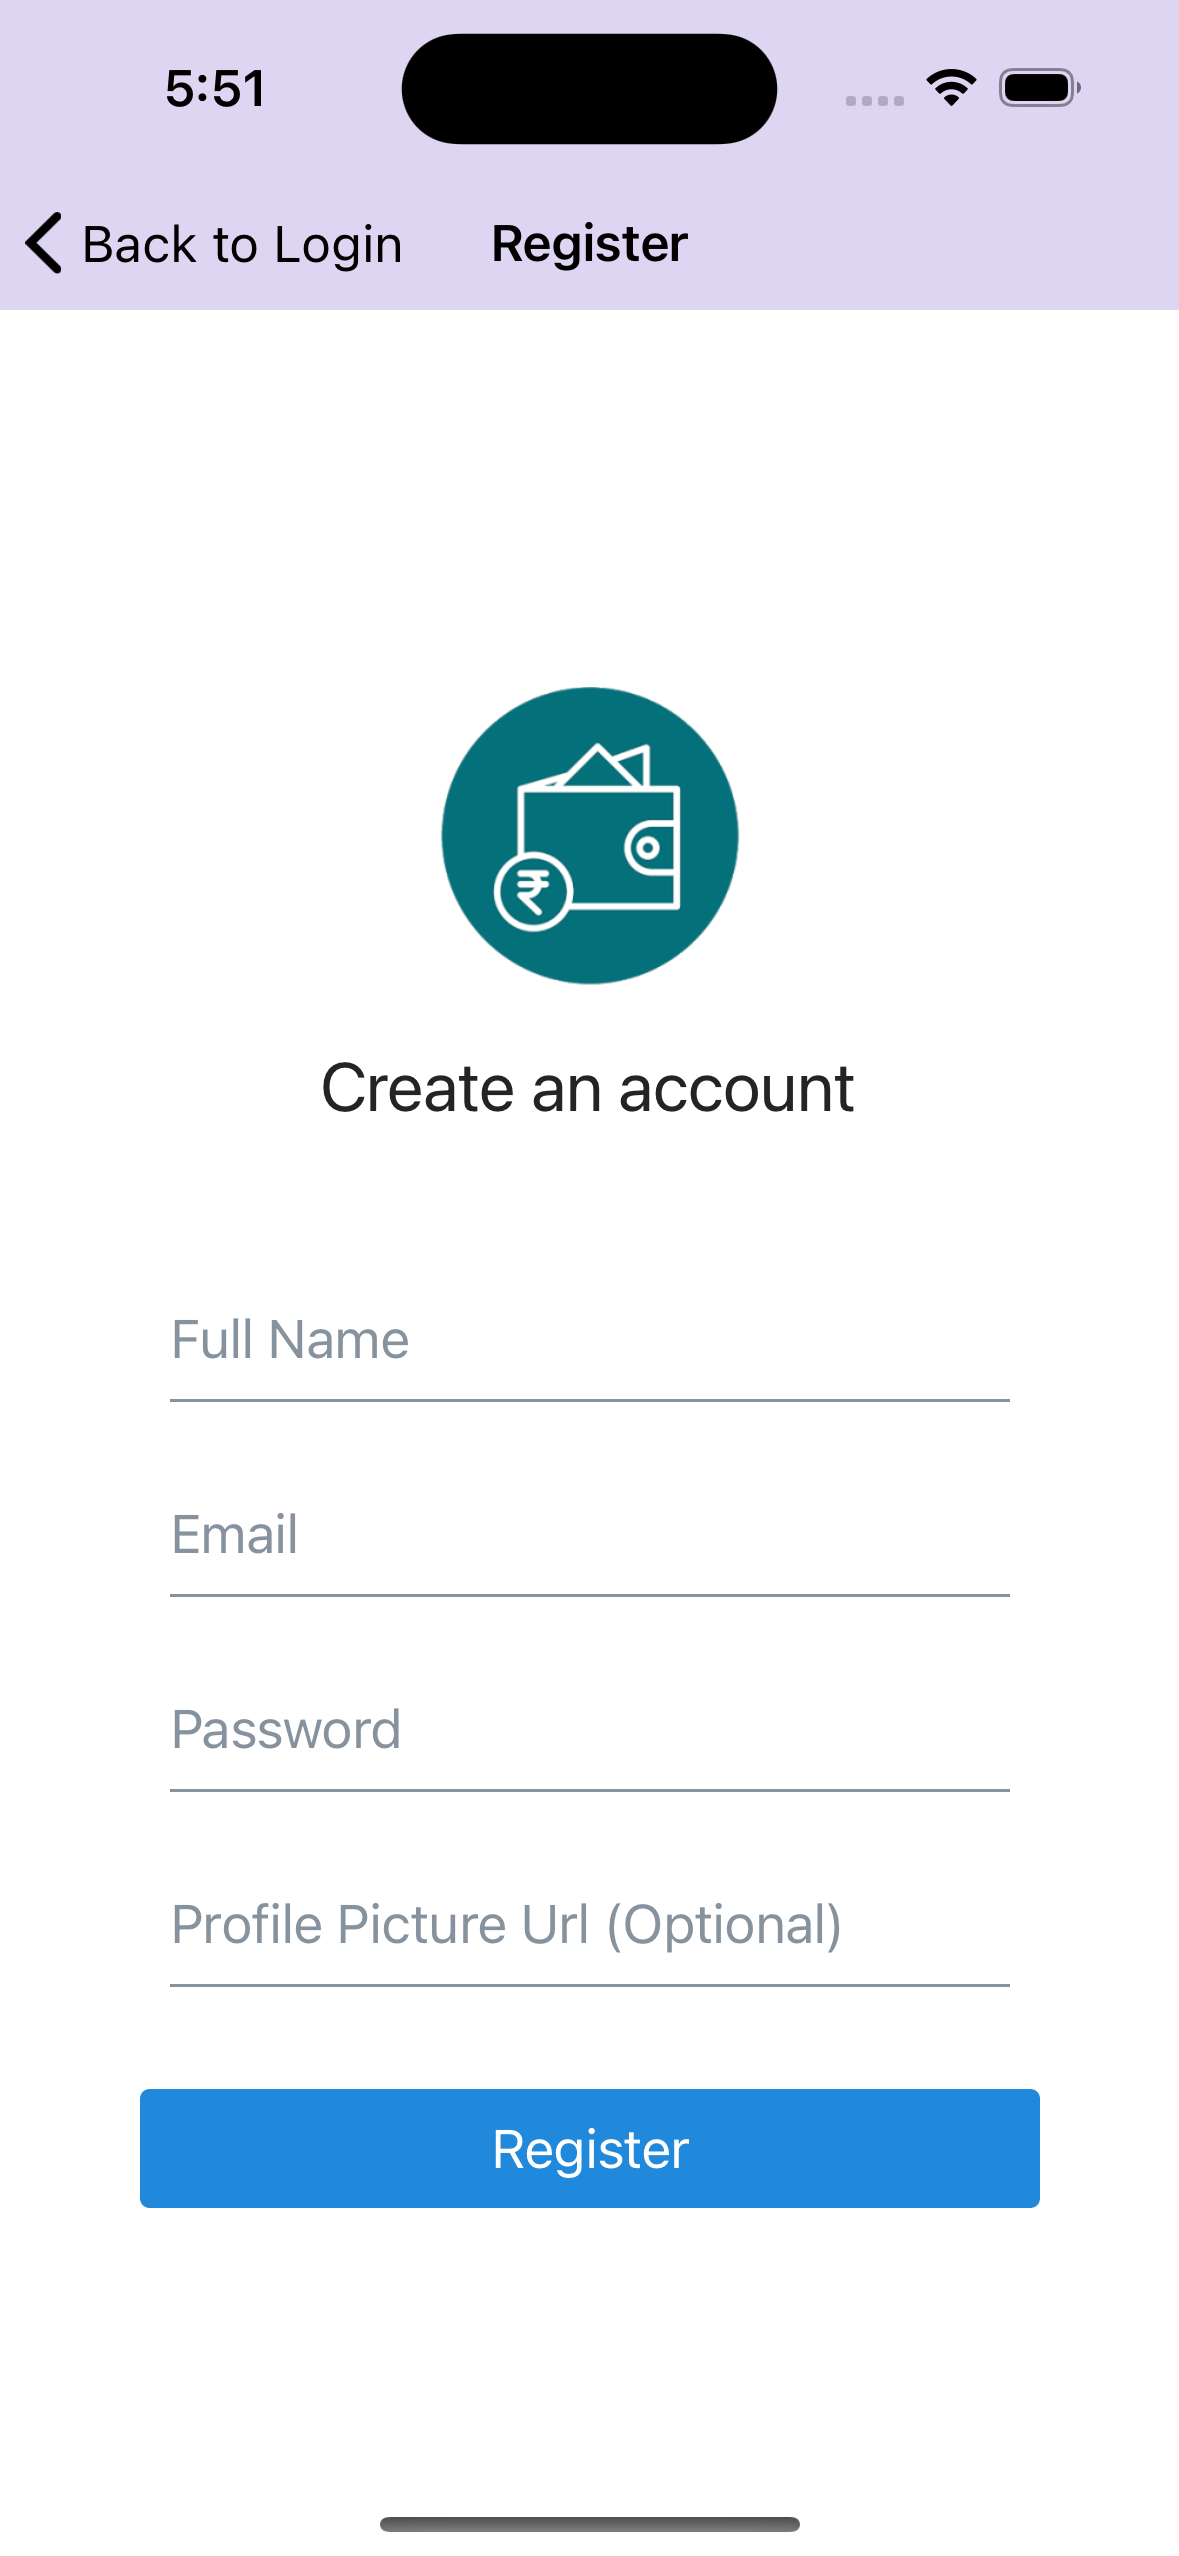 5:51
Back to Login Register
₹
Create an account
Full Name
Email
Password
Profile Picture Url (Optional)
Register